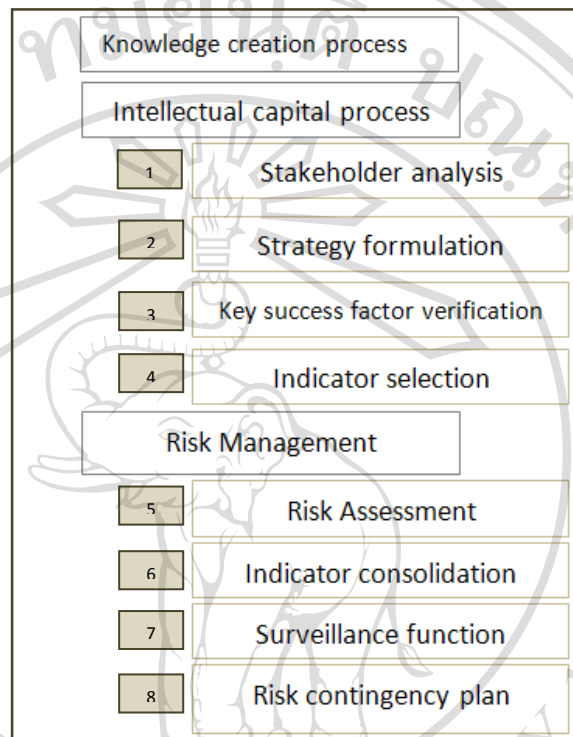 Knowledge creation process
Intellectual capital process
1 Stakeholder analysis
2 Strategy formulation
3 Key success factor verification
4 Indicator selection
Risk Management
5 Risk Assessment
6 Indicator consolidation
7 Surveillance function
8 Risk contingency plan